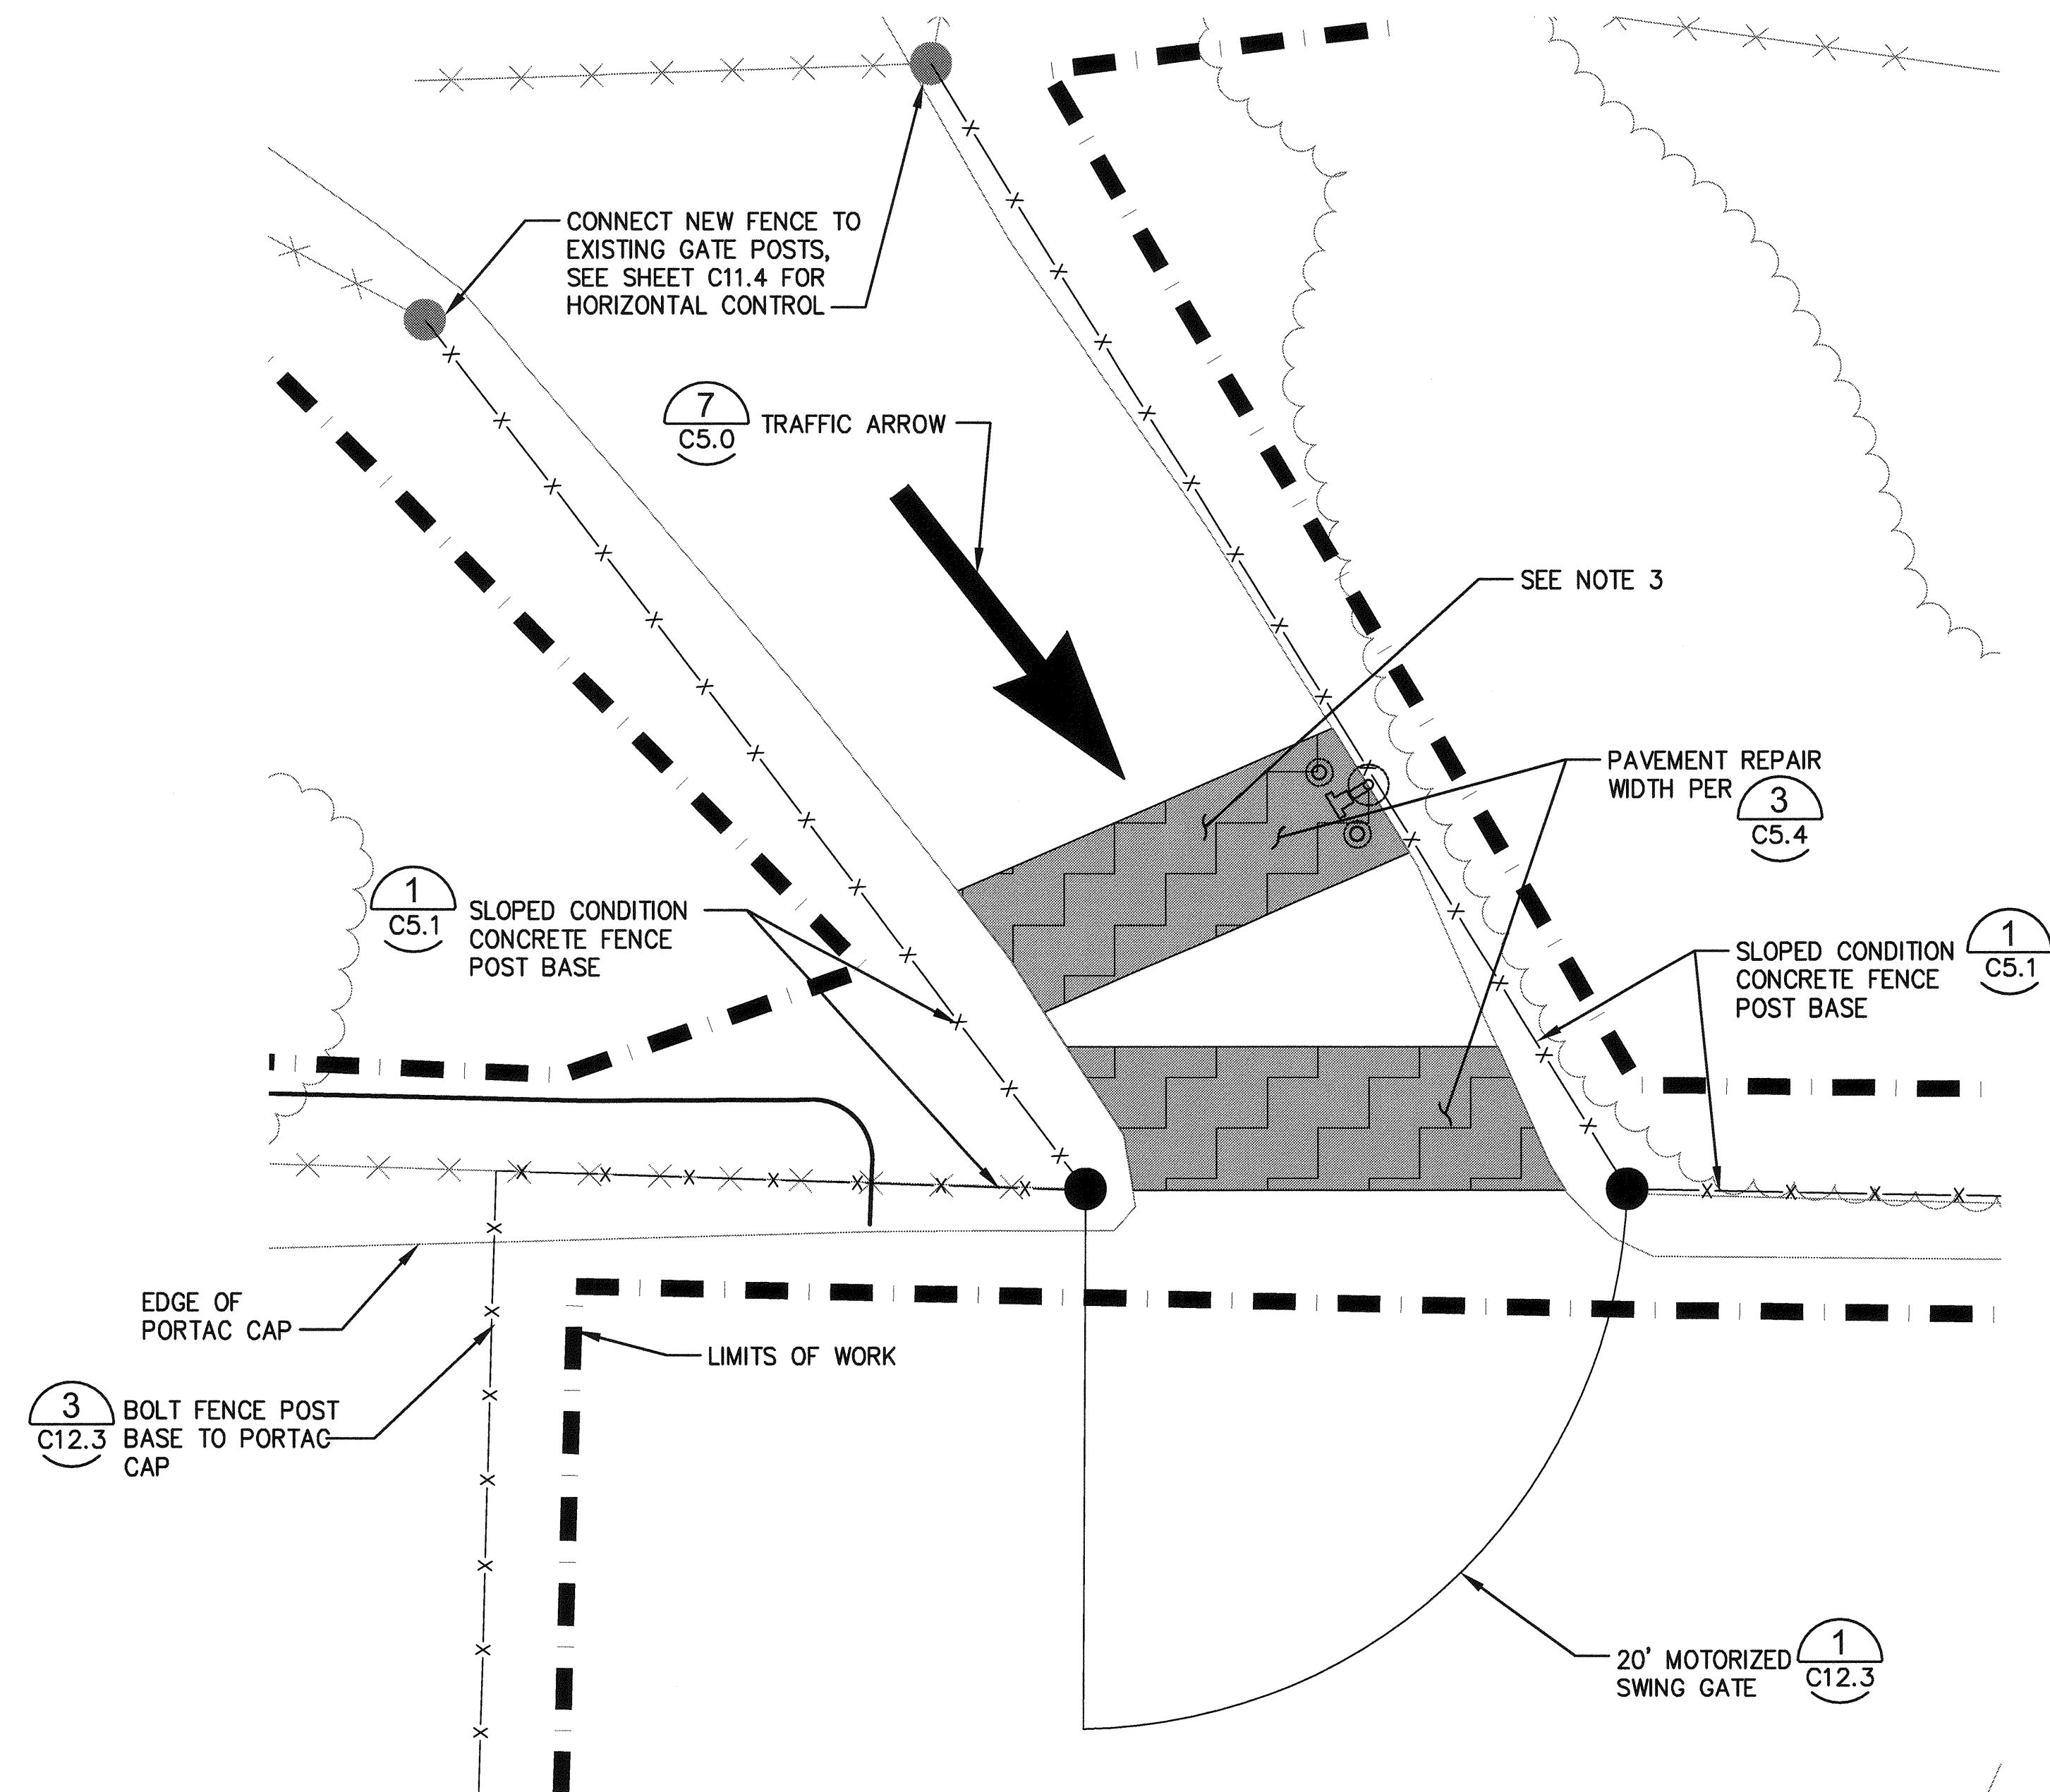 CONNECT NEW FENCE TO
EXISTING GATE POSTS,
SEE SHEET C11.4 FOR
HORIZONTAL CONTROL
7
C5.0
TRAFFIC ARROW
SEE NOTE 3
PAVEMENT REPAIR
WIDTH PER
3
C5.4
1
C5.1
SLOPED CONDITION
CONCRETE FENCE
POST BASE
SLOPED CONDITION
CONCRETE FENCE
POST BASE
1
C5.1
EDGE OF
PORTAC CAP
LIMITS OF WORK
3
C12.3
BOLT FENCE POST
BASE TO PORTAC
CAP
20' MOTORIZED
SWING GATE
1
C12.3